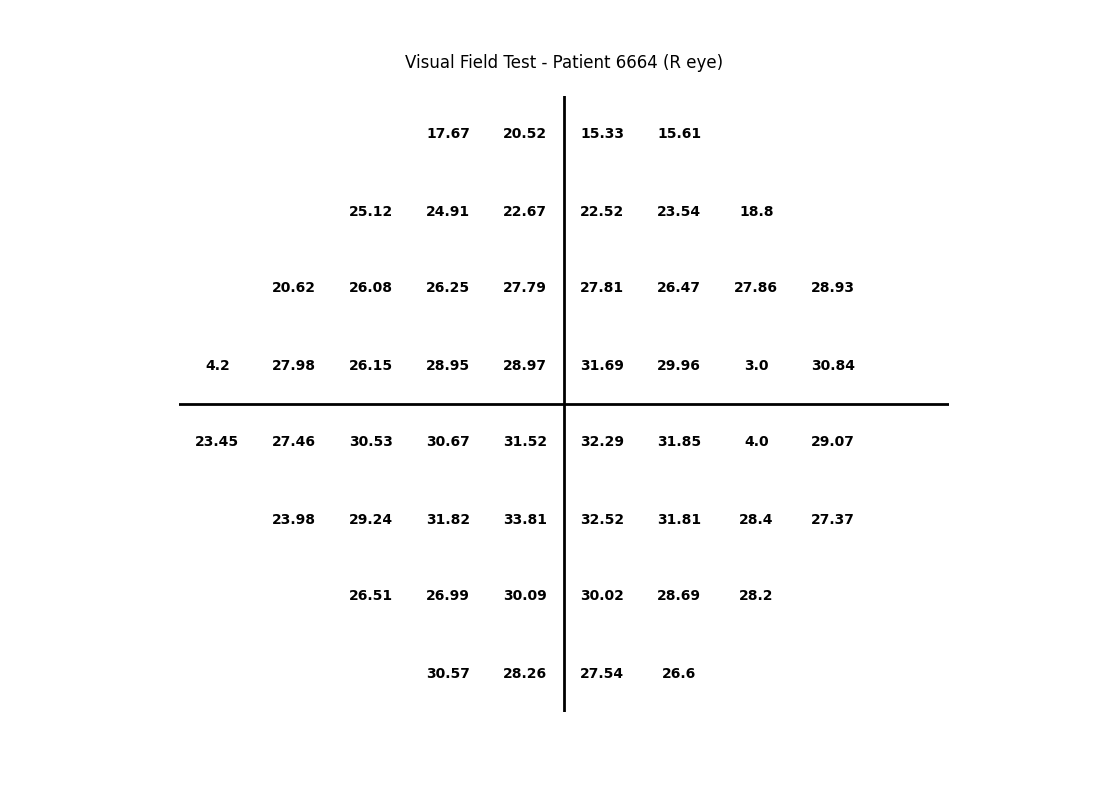 Visual Field Test - Patient 6664 (R eye)
17.67 20.52 15.33 15.61
25.12 24.91 22.67 22.52 23.54 18.8
20.62 26.08 26.25 27.79 27.81 26.47 27.86 28.93
4.2 27.98 26.15 28.95 28.97 31.69 29.96 3.0 30.84
23.45 27.46 30.53 30.67 31.52 32.29 31.85 4.0 29.07
23.98 29.24 31.82 33.81 32.52 31.81 28.4 27.37
26.51 26.99 30.09 30.02 28.69 28.2
30.57 28.26 27.54 26.6